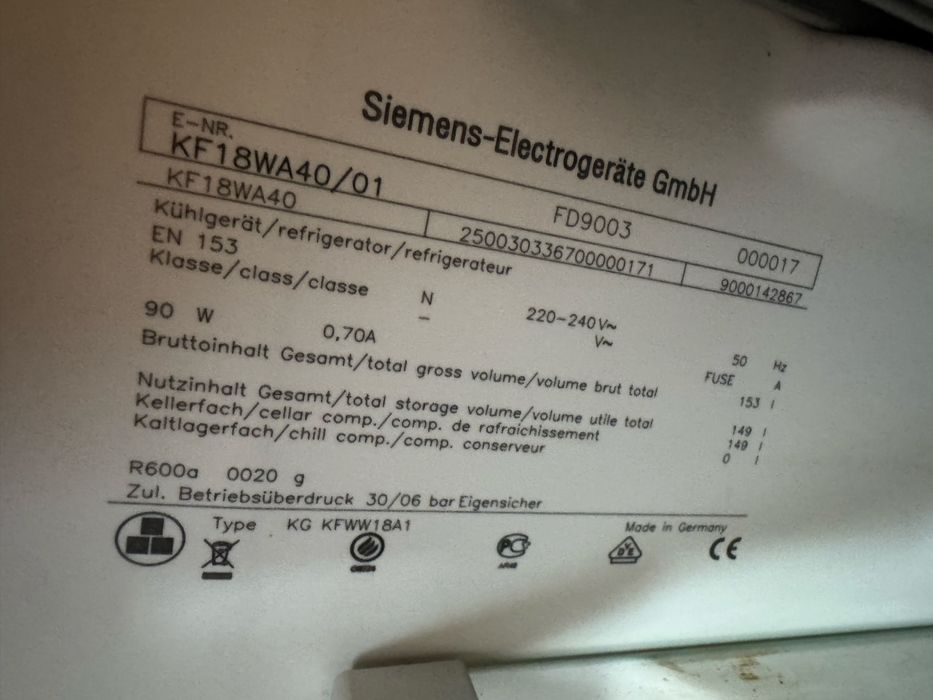 Siemens-Electrogeräte GmbH
E-NR.
KF18WA40/01 FD9003 000017
KF18WA40 250030336700000171 9000142867
Kühlgerät/refrigerator/refrigerateur
EN 153
Klasse/class/classe N 220-240V~ 50 Hz
– V~ FUSE A
90 W 0,70A
Bruttoinhalt Gesamt/total gross volume/volume brut total 153 l
Nutzinhalt Gesamt/total storage volume/volume utile total 149 l
Kellerfach/cellar comp./comp. de rafraichissement 149 l
Kaltlagerfach/chill comp./comp. conserveur 0 l
R600a 0020 g
Zul. Betriebsüberdruck 30/06 bar Eigensicher
Type KG KFWW18A1 Made in Germany
PC DVE CE